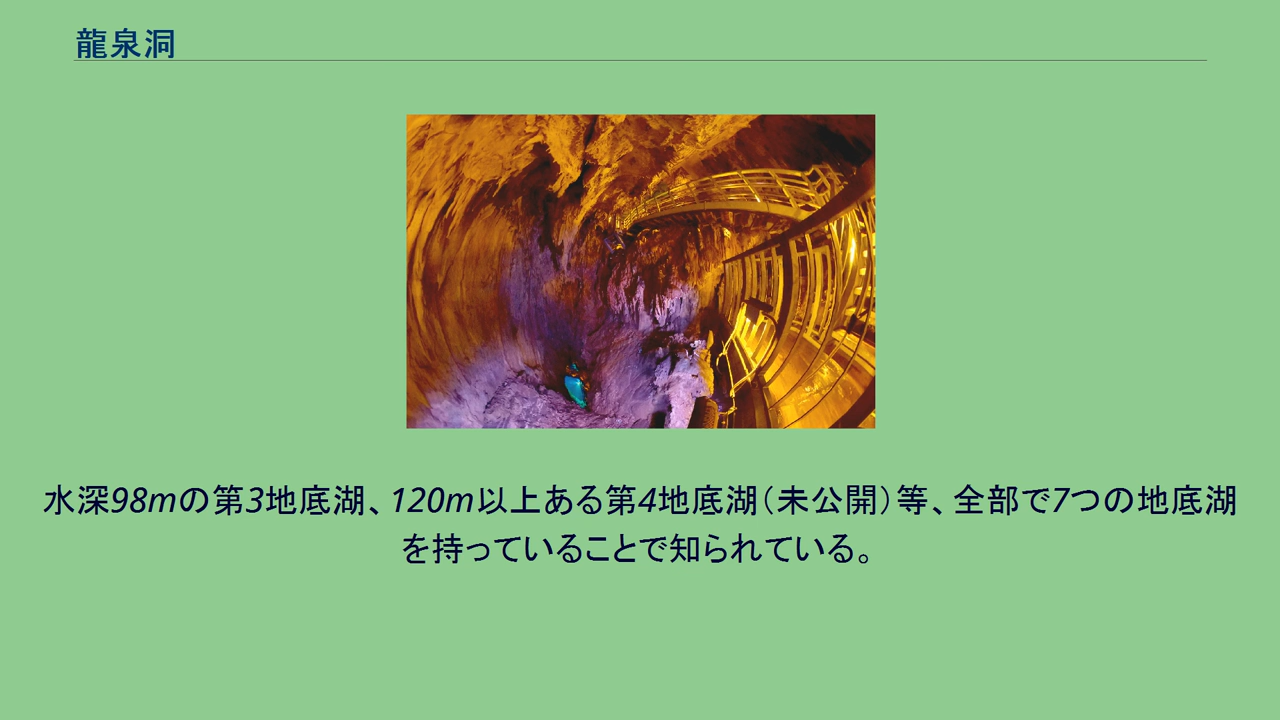 龍泉洞
水深98mの第3地底湖、120m以上ある第4地底湖（未公開）等、全部で7つの地底湖
を持っていることで知られている。